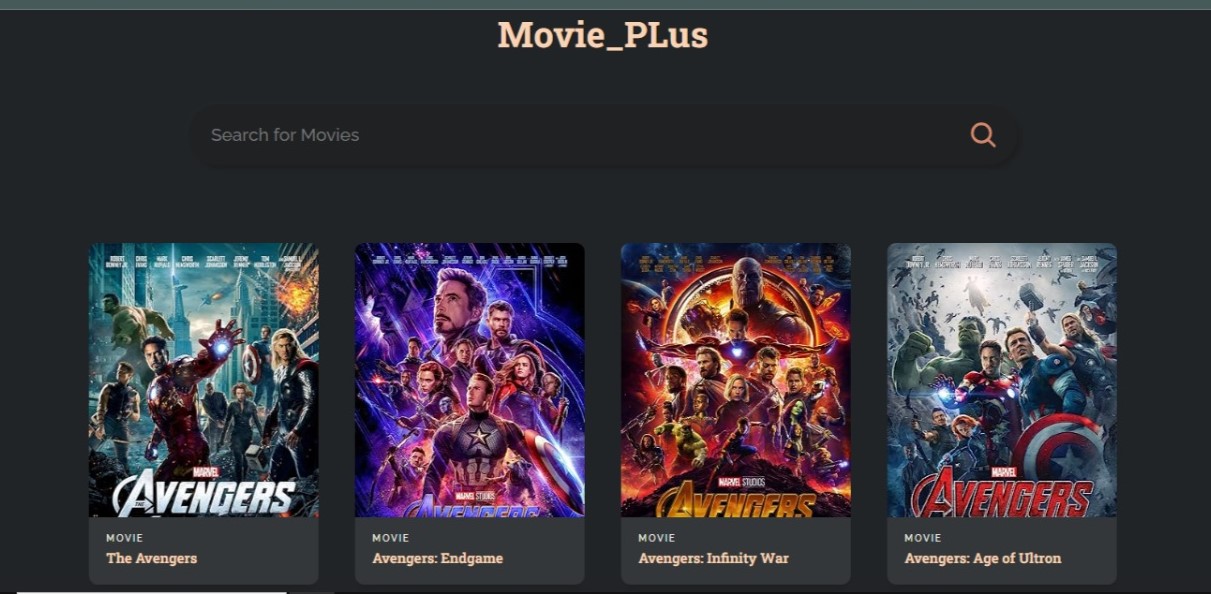 Movie_PLus
Search for Movies
MARVEL
AVENGERS
MARVEL STUDIOS
AVENGERS
MARVEL STUDIOS
AVENGERS
MARVEL
AVENGERS
MOVIE
The Avengers
MOVIE
Avengers: Endgame
MOVIE
Avengers: Infinity War
MOVIE
Avengers: Age of Ultron